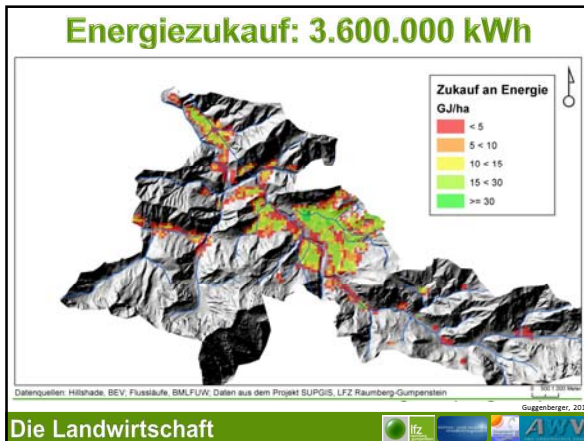 Energiezukauf: 3.600.000 kWh
Zukauf an Energie
GJ/ha
< 5
5 < 10
10 < 15
15 < 30
>= 30
Datenquellen: Hillshade, BEV; Flussläufe, BMLFUW; Daten aus dem Projekt SUPGIS, LFZ Raumberg-Gumpenstein
Guggenberger, 201
Die Landwirtschaft
lfz
AWV